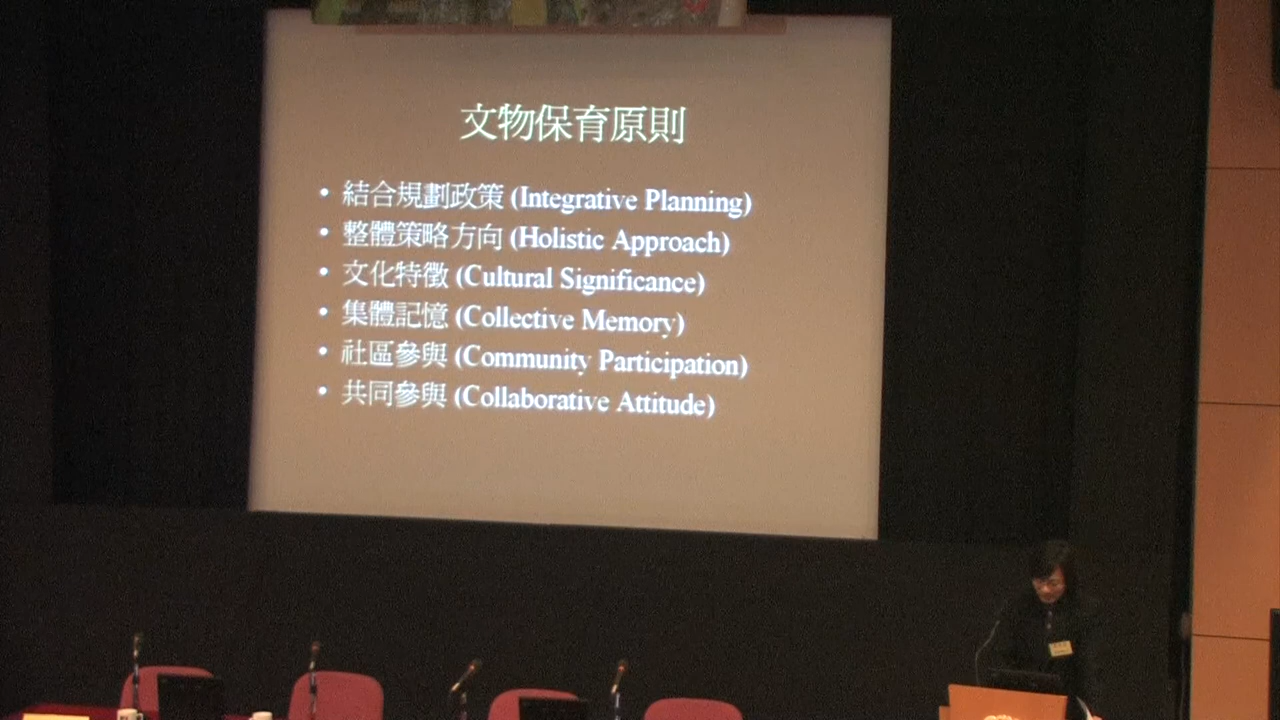 文物保育原則
• 結合規劃政策 (Integrative Planning)
• 整體策略方向 (Holistic Approach)
• 文化特徵 (Cultural Significance)
• 集體記憶 (Collective Memory)
• 社區參與 (Community Participation)
• 共同參與 (Collaborative Attitude)